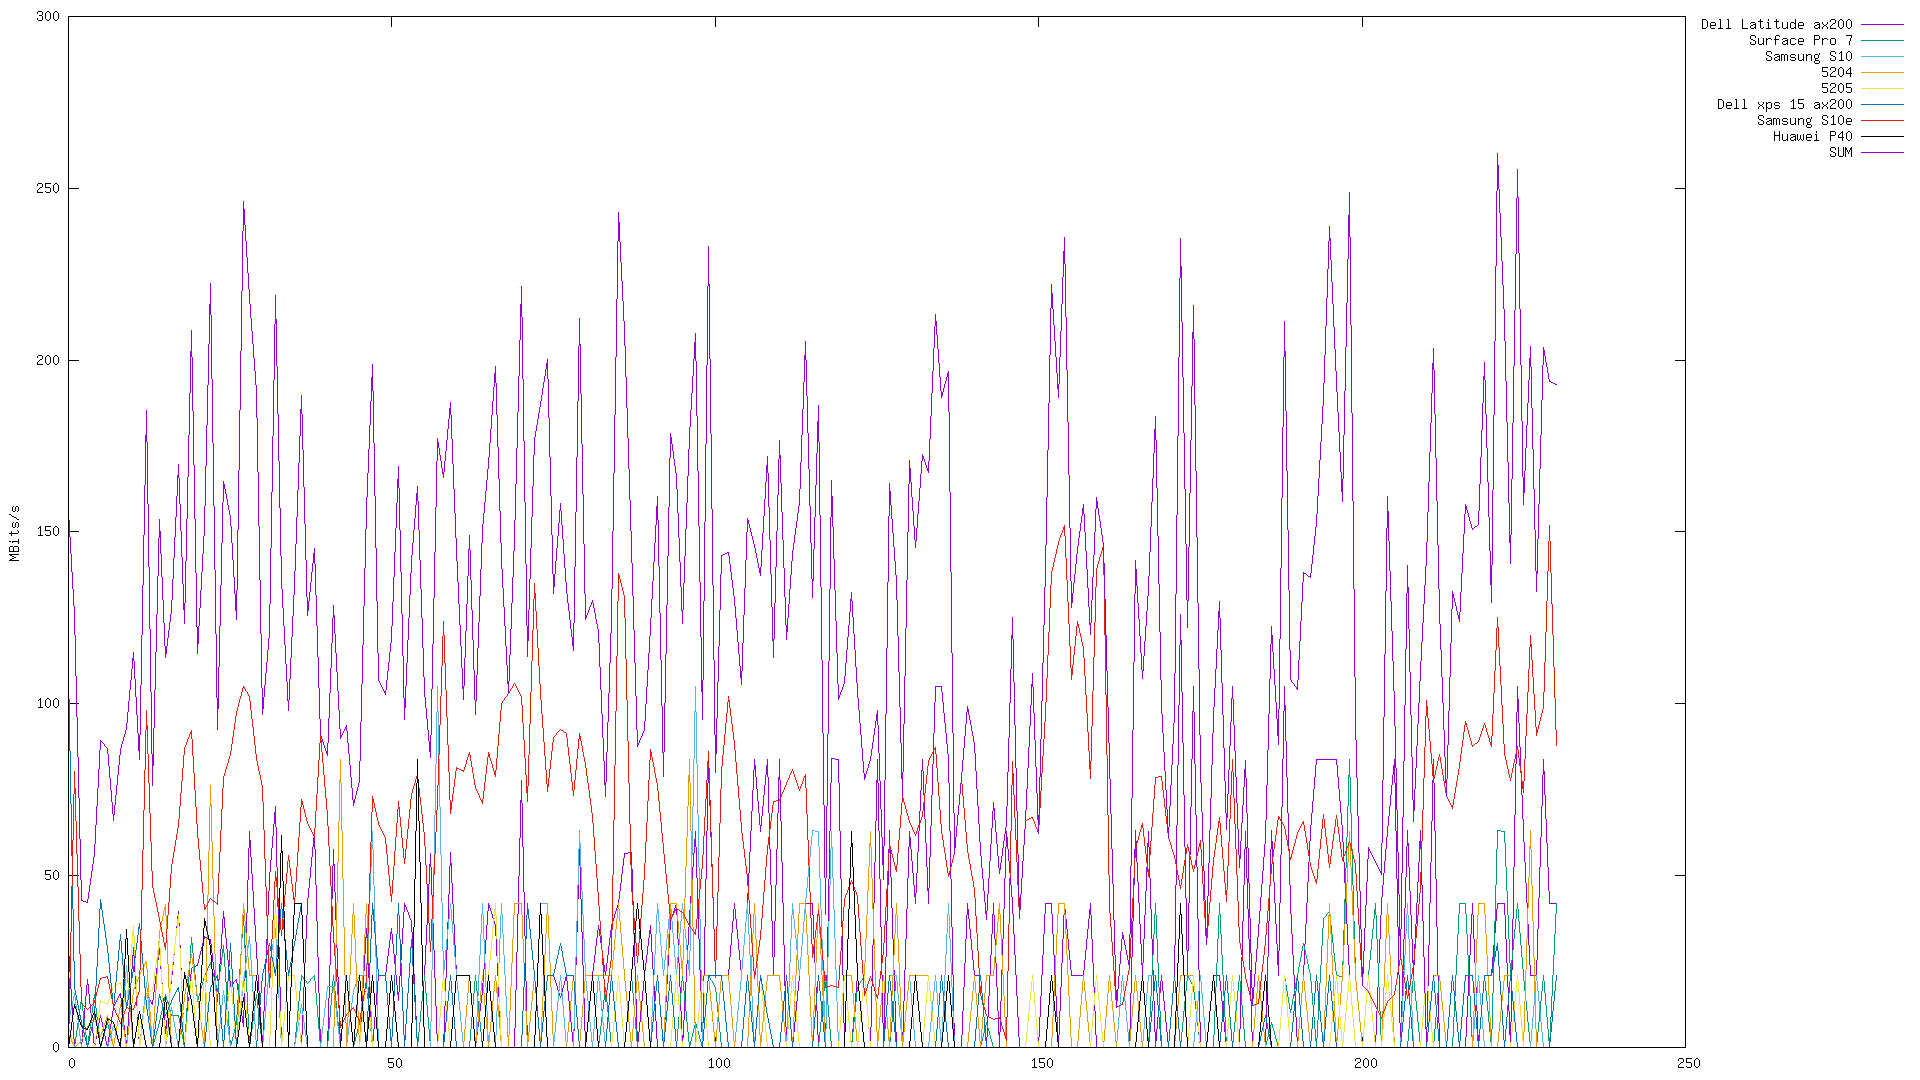 300
250
200
150
100
50
0
MBits/s
0 50 100 150 200 250
Dell Latitude ax200
Surface Pro 7
Samsung S10
5204
5205
Dell xps 15 ax200
Samsung S10e
Huawei P40
SUM